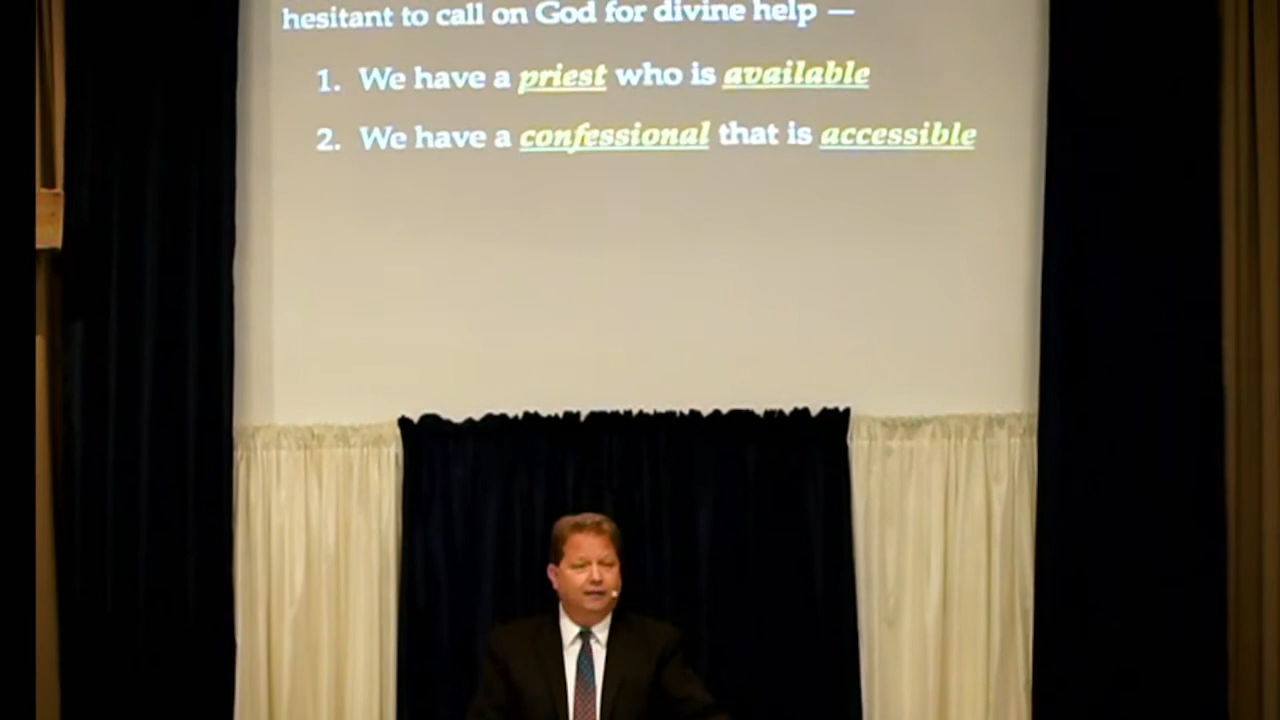 hesitant to call on God for divine help —
1. We have a priest who is available
2. We have a confessional that is accessible